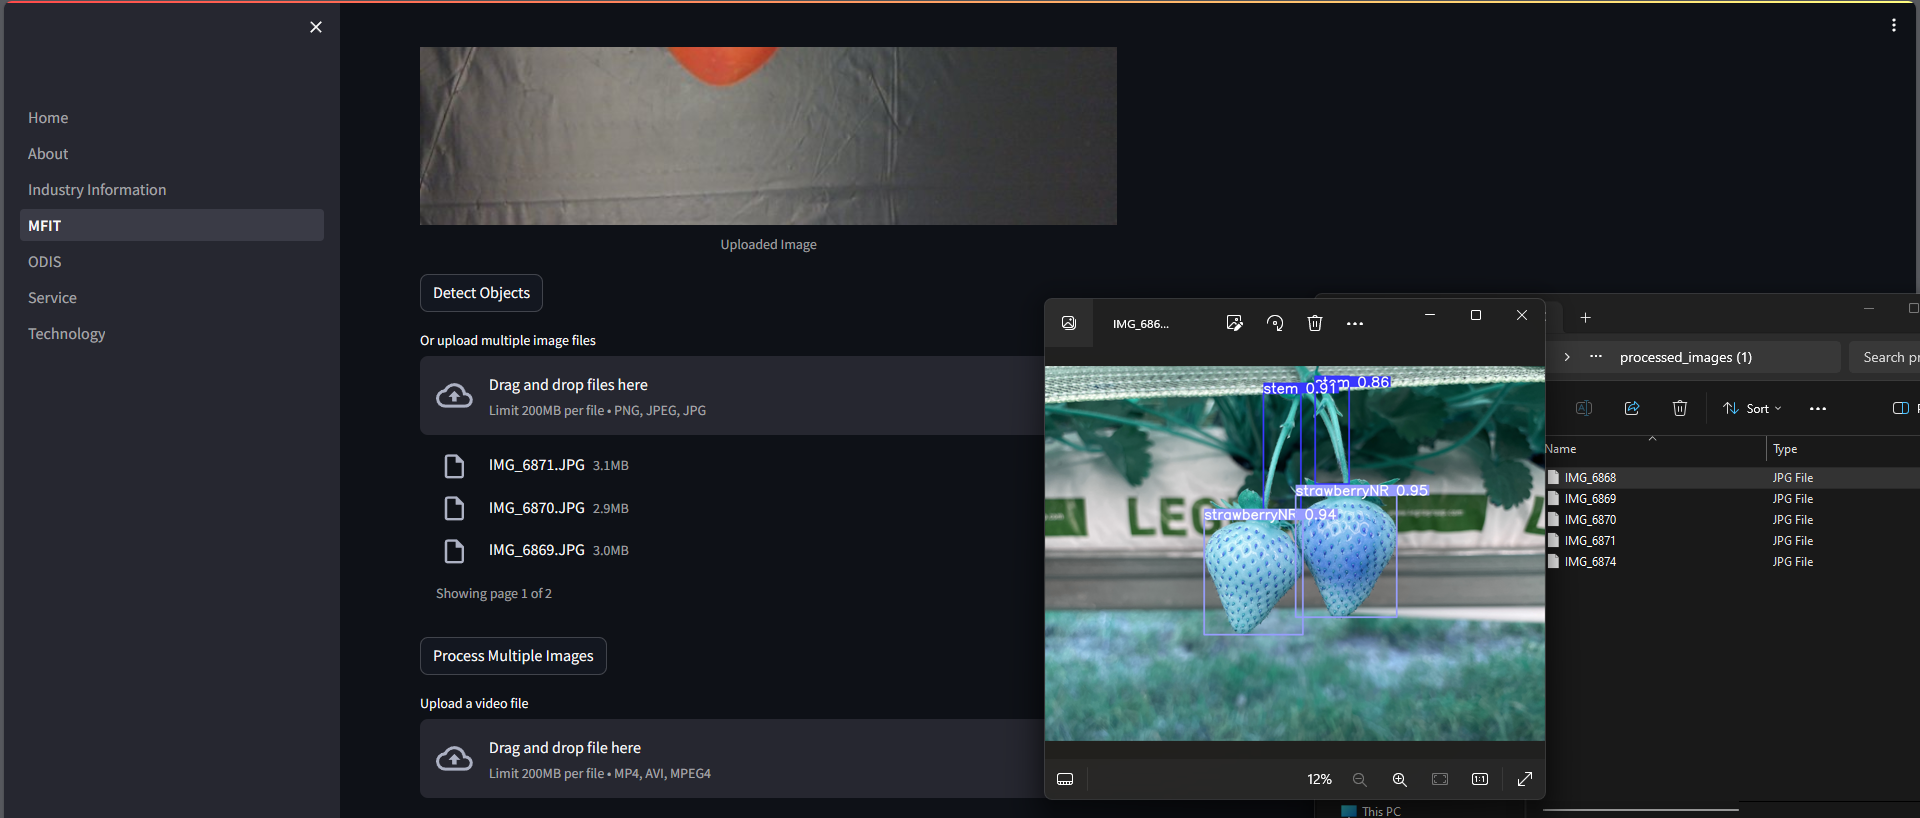 Home
About
Industry Information
MFIT
ODIS
Service
Technology
Uploaded Image
Detect Objects
Or upload multiple image files
Drag and drop files here
Limit 200MB per file • PNG, JPEG, JPG
IMG_6871.JPG 3.1MB
IMG_6870.JPG 2.9MB
IMG_6869.JPG 3.0MB
Showing page 1 of 2
Process Multiple Images
Upload a video file
Drag and drop file here
Limit 200MB per file • MP4, AVI, MPEG4
IMG_686...
stem 0.91
stem 0.86
strawberryNR 0.95
strawberryNR 0.94
LEG
12%
1:1
processed_images (1)
Search pr
Sort
Name Type
IMG_6868 JPG File
IMG_6869 JPG File
IMG_6870 JPG File
IMG_6871 JPG File
IMG_6874 JPG File
This PC